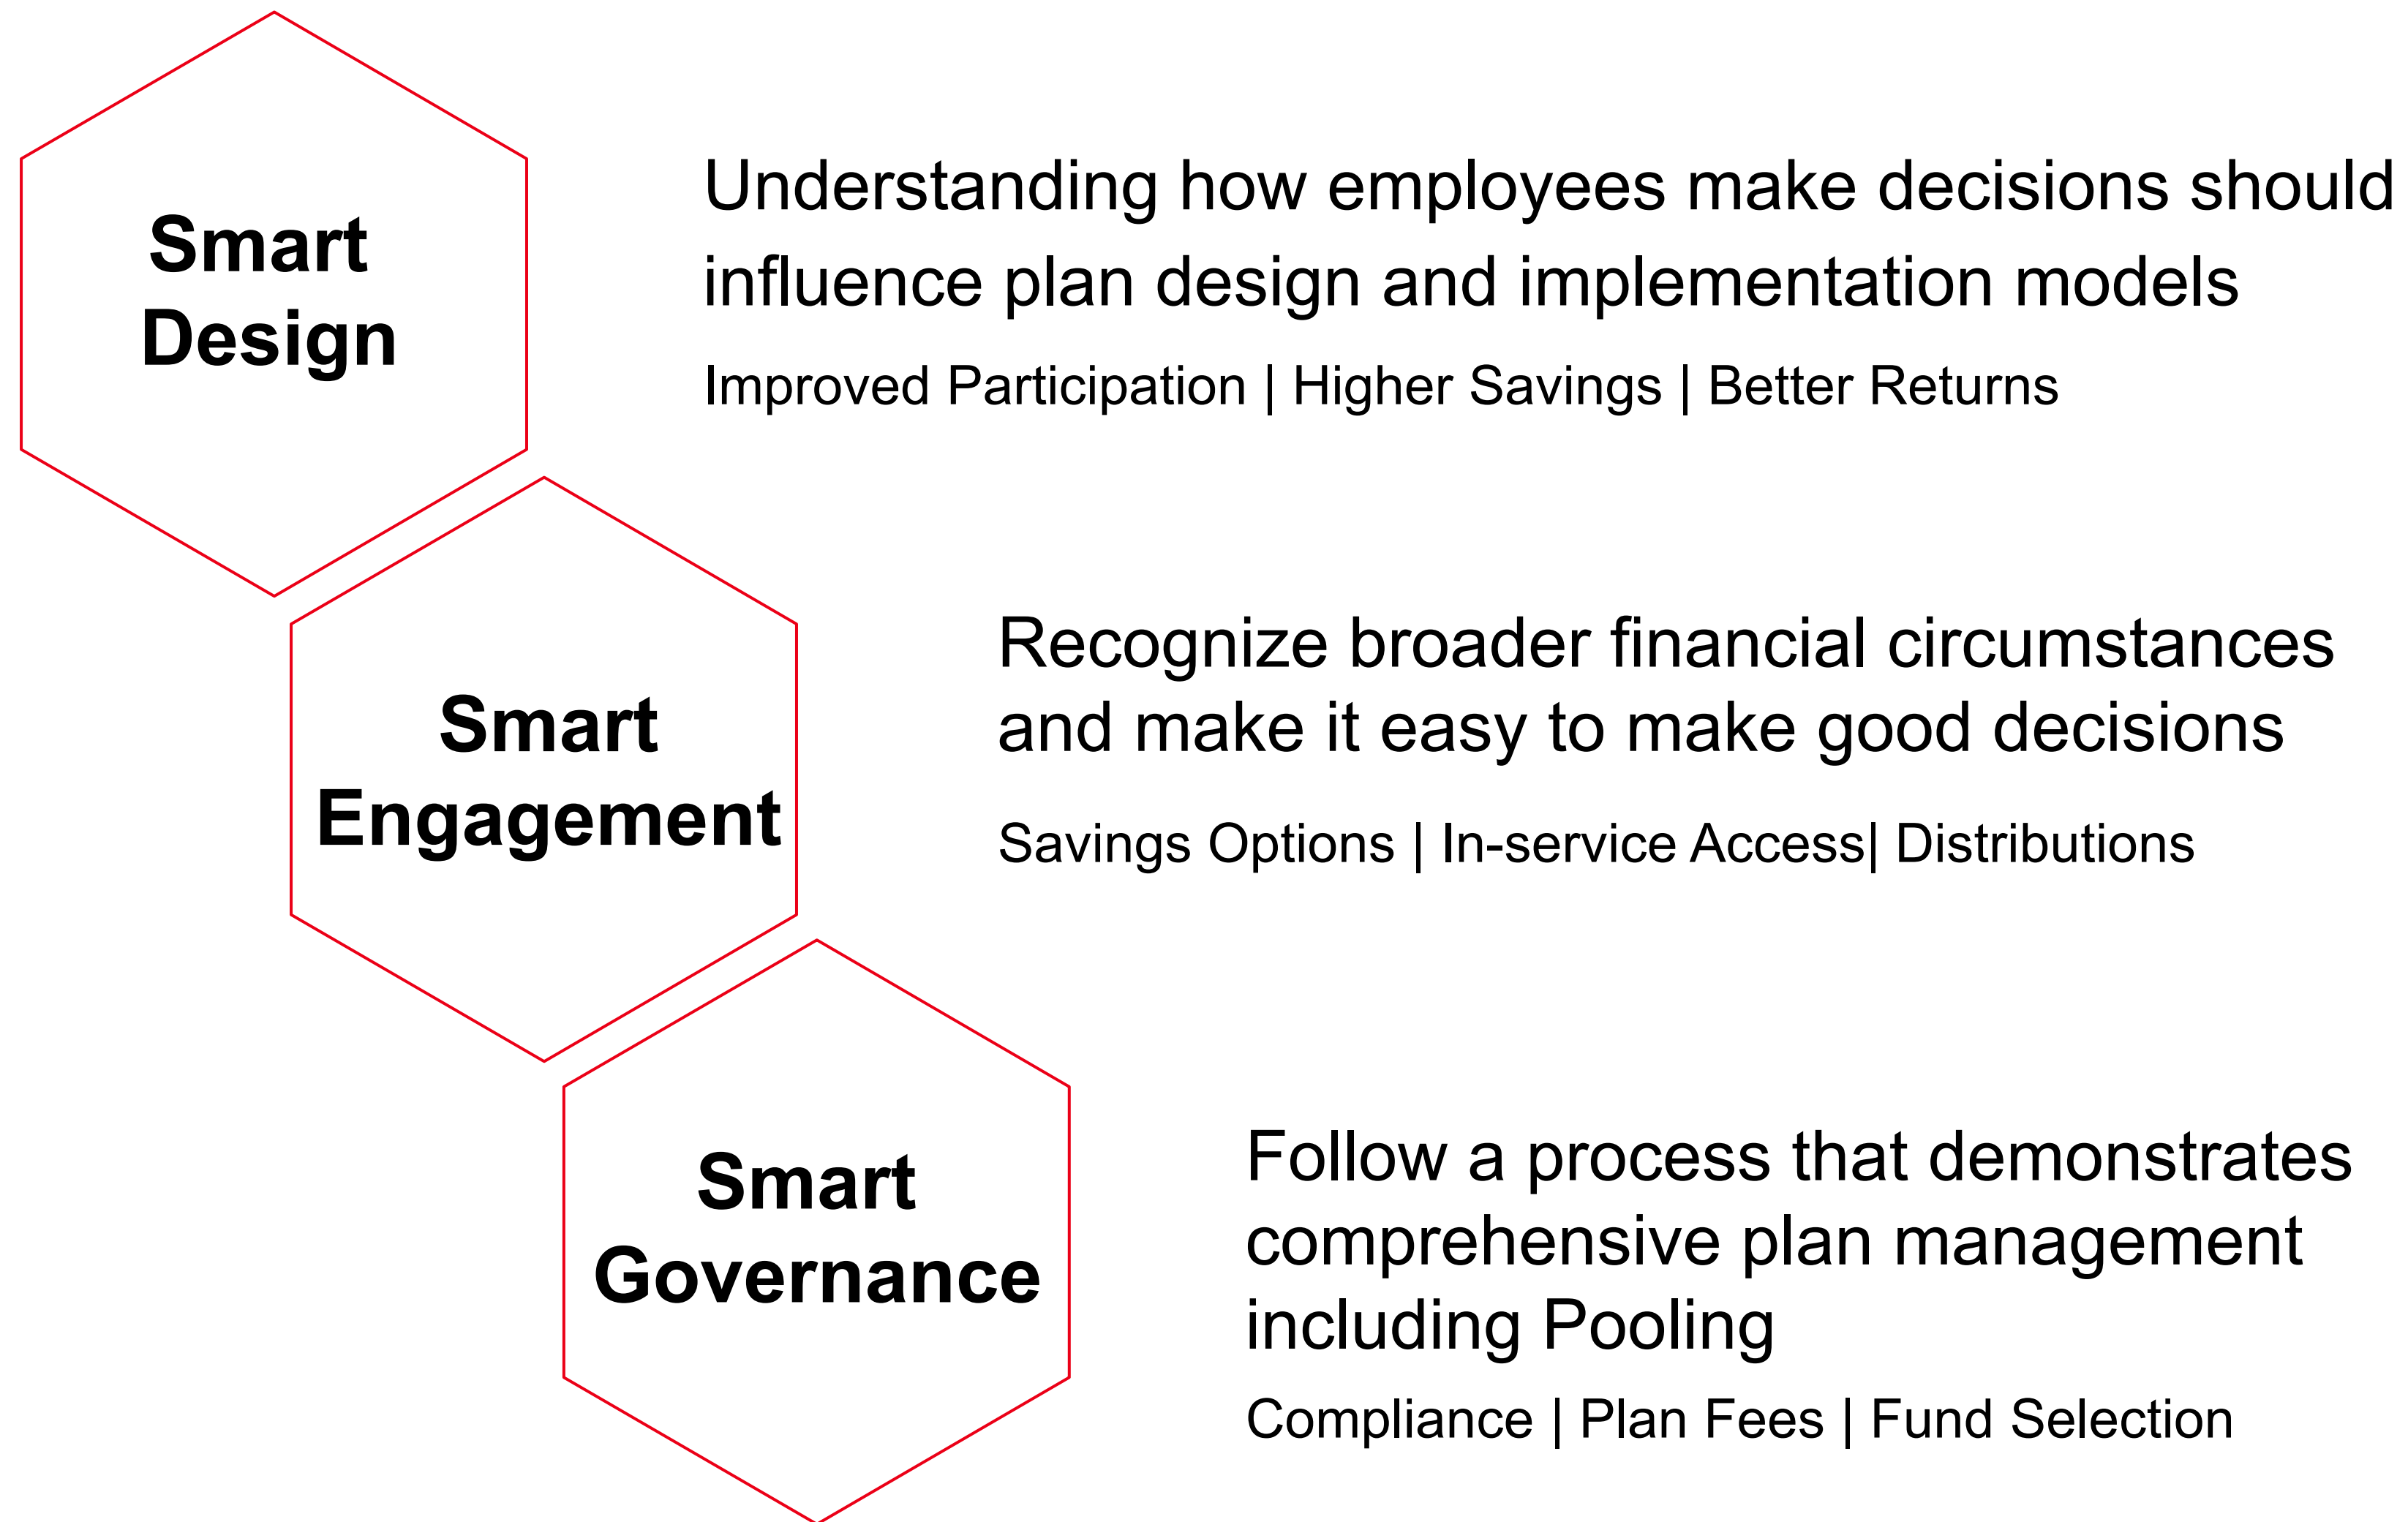 Smart
Design
Understanding how employees make decisions should
influence plan design and implementation models
Improved Participation | Higher Savings | Better Returns
Smart
Engagement
Recognize broader financial circumstances
and make it easy to make good decisions
Savings Options | In-service Access| Distributions
Smart
Governance
Follow a process that demonstrates
comprehensive plan management
including Pooling
Compliance | Plan Fees | Fund Selection